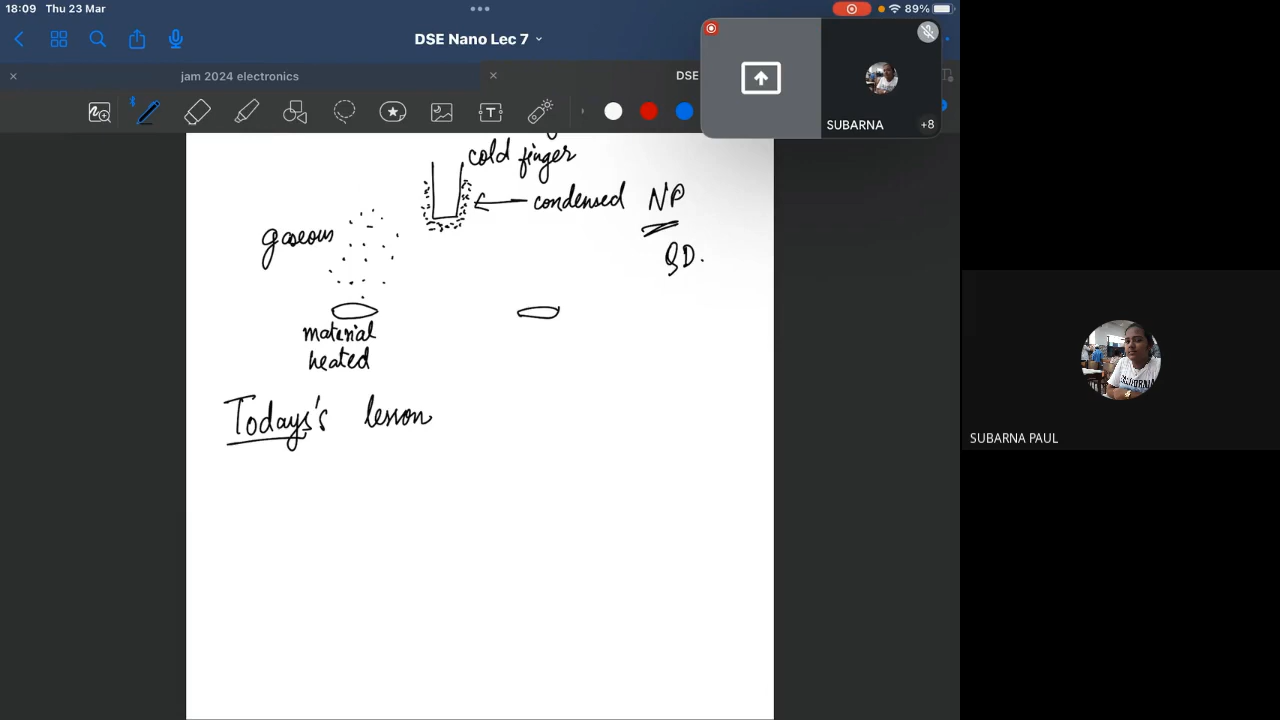 18:09 Thu 23 Mar
89%
DSE Nano Lec 7
jam 2024 electronics
DSE
SUBARNA
+8
cold finger
condensed NP
gaseous
QD.
material
heated
Todays's lesson
SUBARNA PAUL